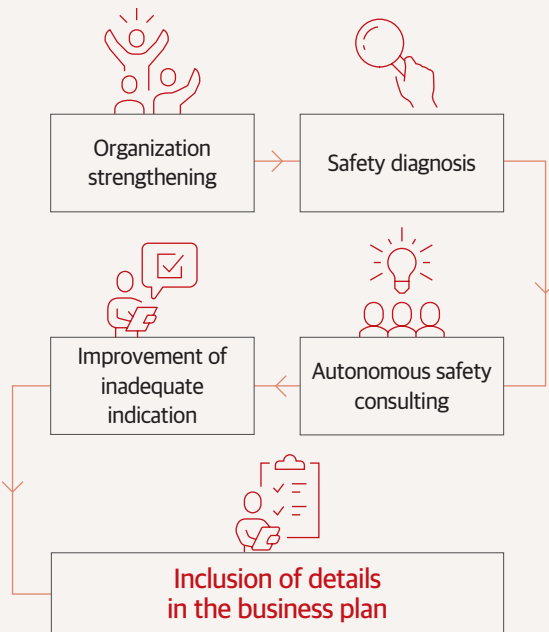 Organization
strengthening
Safety diagnosis
Autonomous safety
consulting
Improvement of
inadequate
indication
Inclusion of details
in the business plan